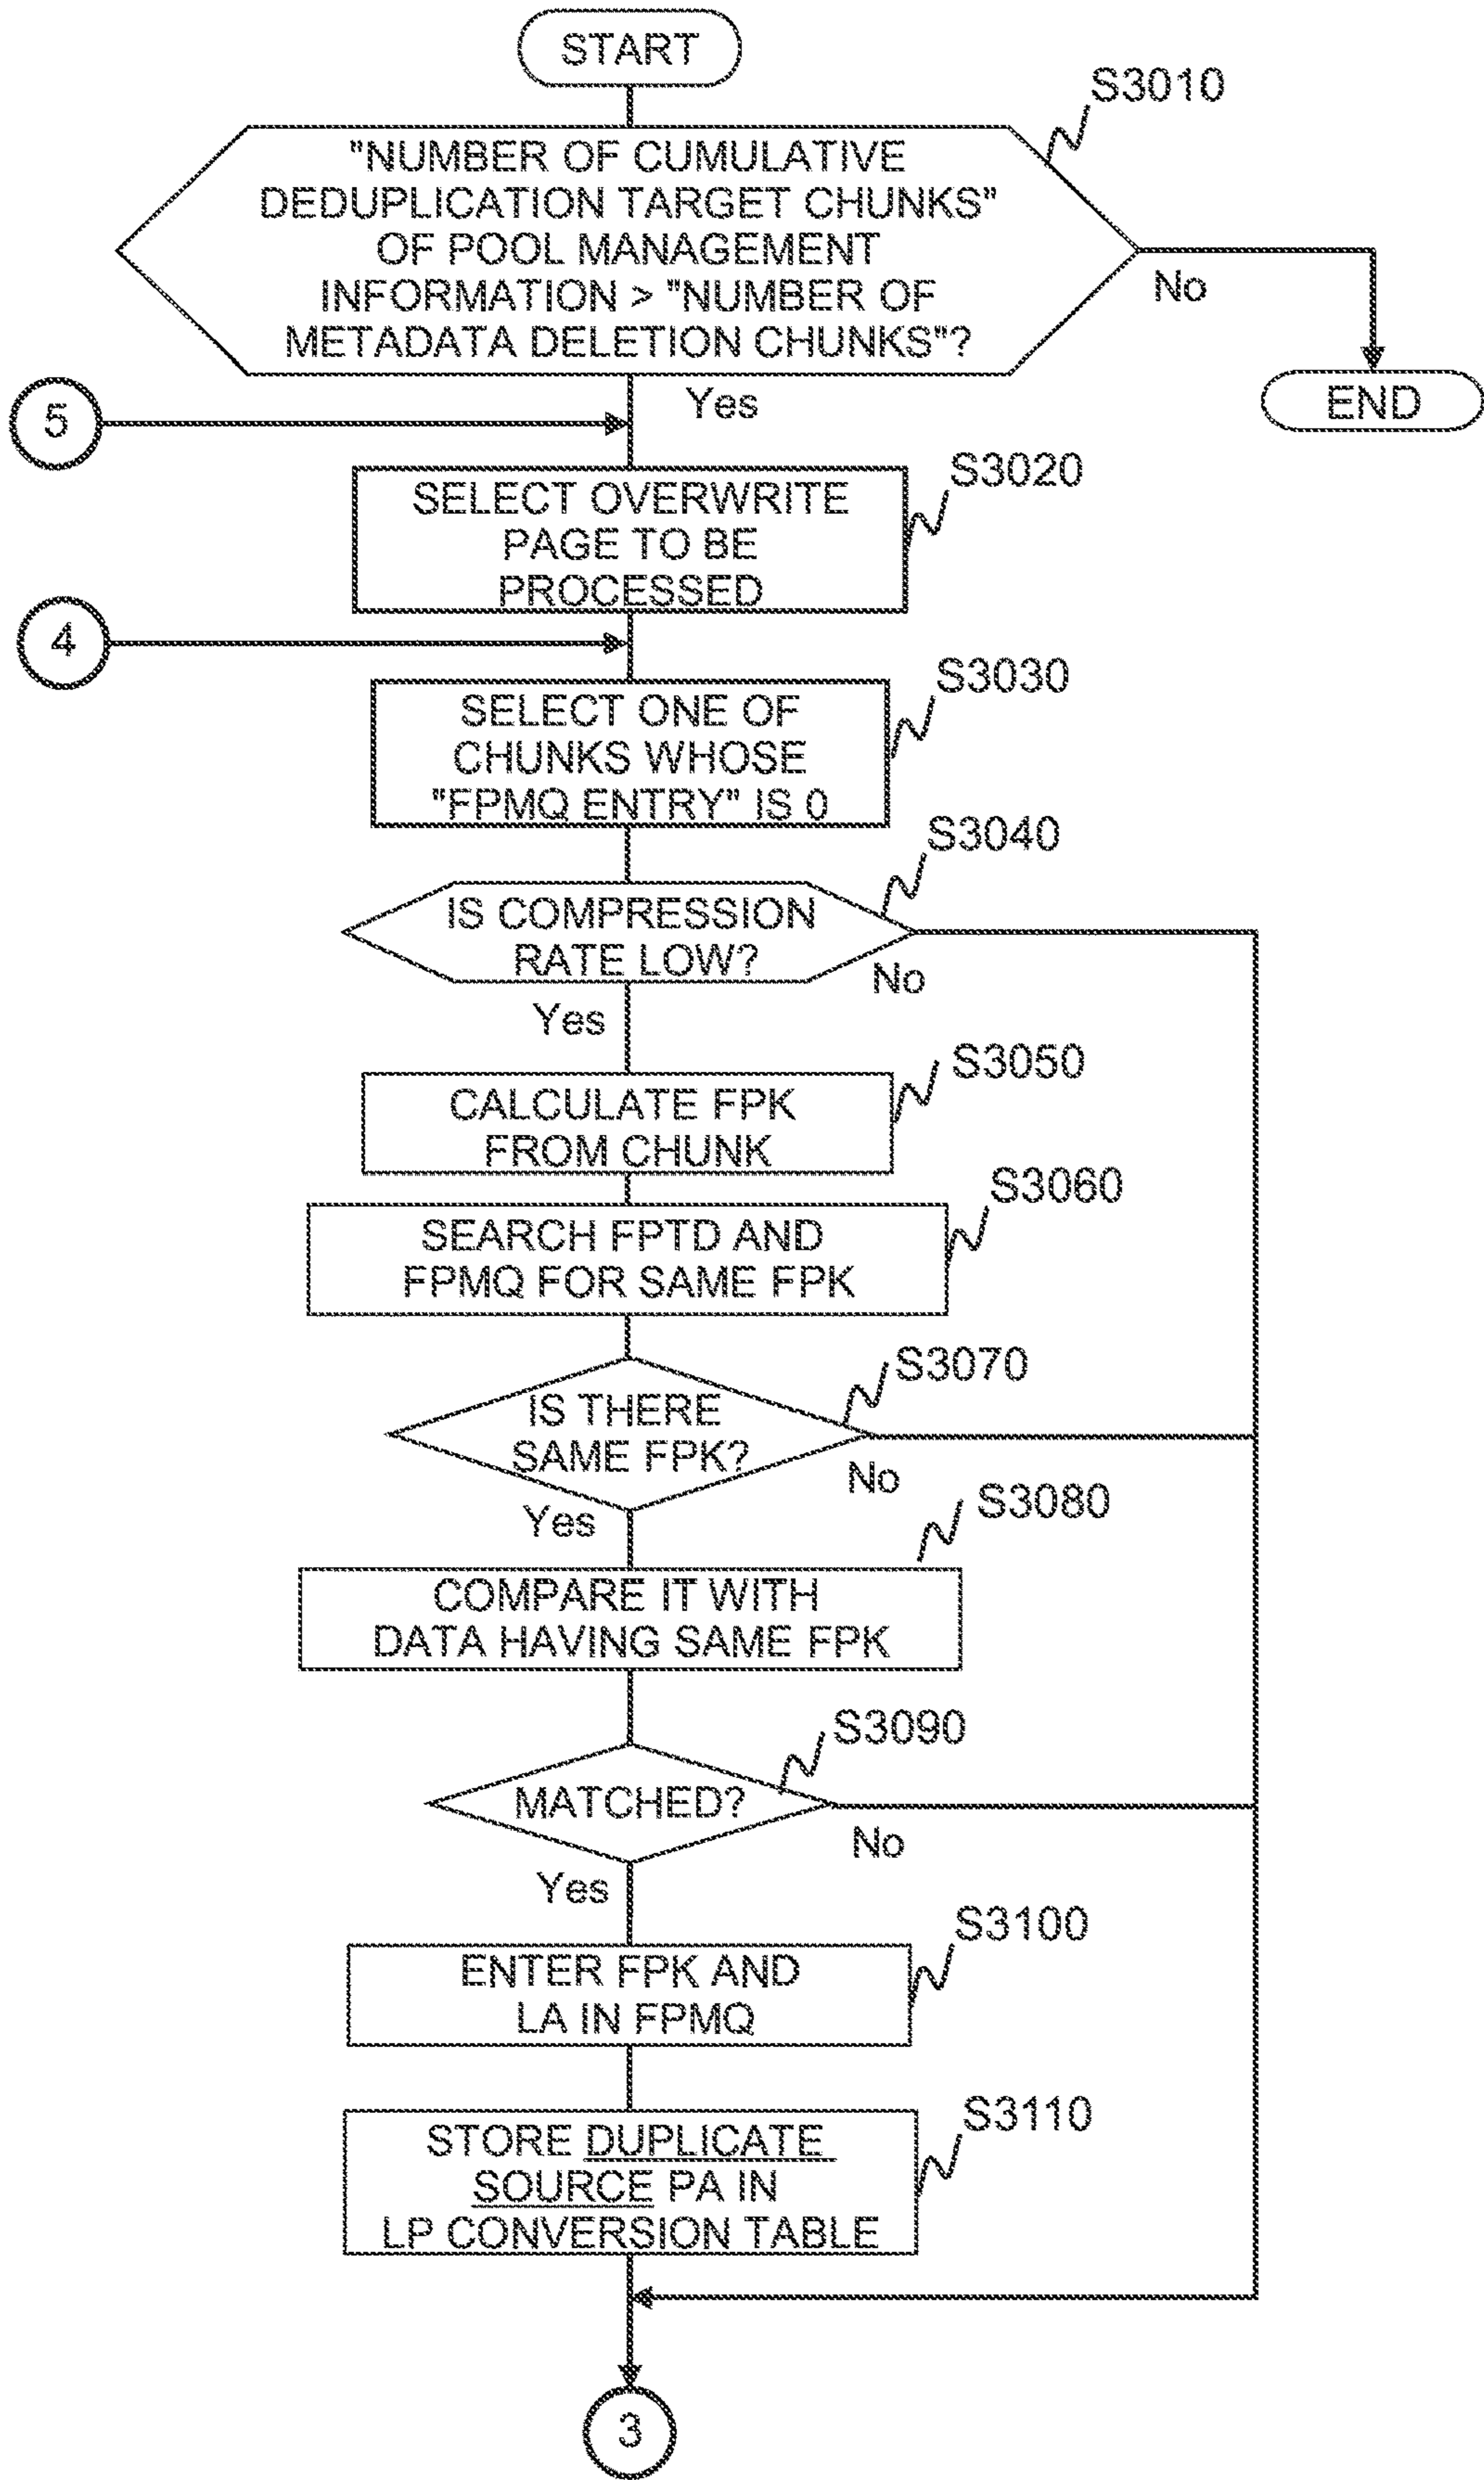 START
S3010
"NUMBER OF CUMULATIVE
DEDUPLICATION TARGET CHUNKS"
OF POOL MANAGEMENT
INFORMATION > "NUMBER OF
METADATA DELETION CHUNKS"?
No
END
Yes
5
S3020
SELECT OVERWRITE
PAGE TO BE
PROCESSED
4
S3030
SELECT ONE OF
CHUNKS WHOSE
"FPMQ ENTRY" IS 0
S3040
IS COMPRESSION
RATE LOW?
No
Yes
S3050
CALCULATE FPK
FROM CHUNK
S3060
SEARCH FPTD AND
FPMQ FOR SAME FPK
S3070
IS THERE
SAME FPK?
No
Yes
S3080
COMPARE IT WITH
DATA HAVING SAME FPK
S3090
MATCHED?
No
Yes
S3100
ENTER FPK AND
LA IN FPMQ
S3110
STORE DUPLICATE
SOURCE PA IN
LP CONVERSION TABLE
3